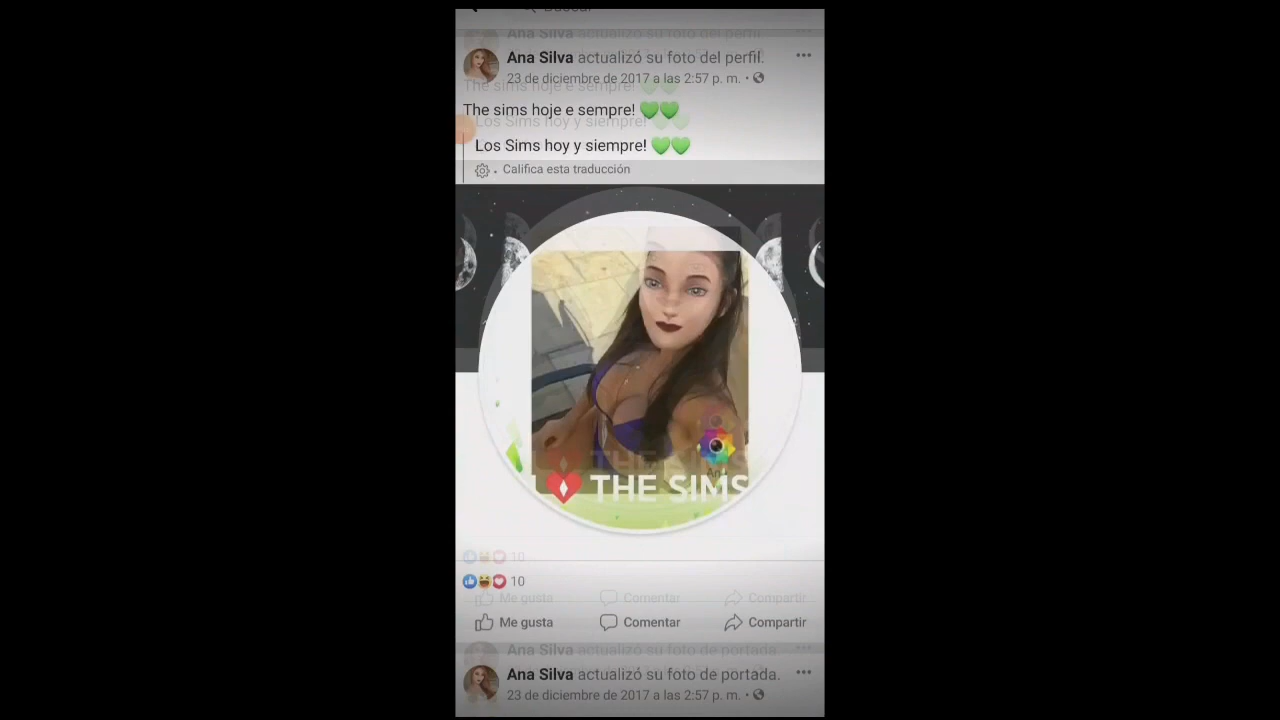 Ana Silva actualizó su foto del perfil.
23 de diciembre de 2017 a las 2:57 p. m. •
The sims hoje e sempre! 💚💚
Los Sims hoy y siempre! 💚💚
Califica esta traducción
THE SIMS
10
Me gusta Comentar Compartir
Ana Silva actualizó su foto de portada.
23 de diciembre de 2017 a las 2:57 p. m. •